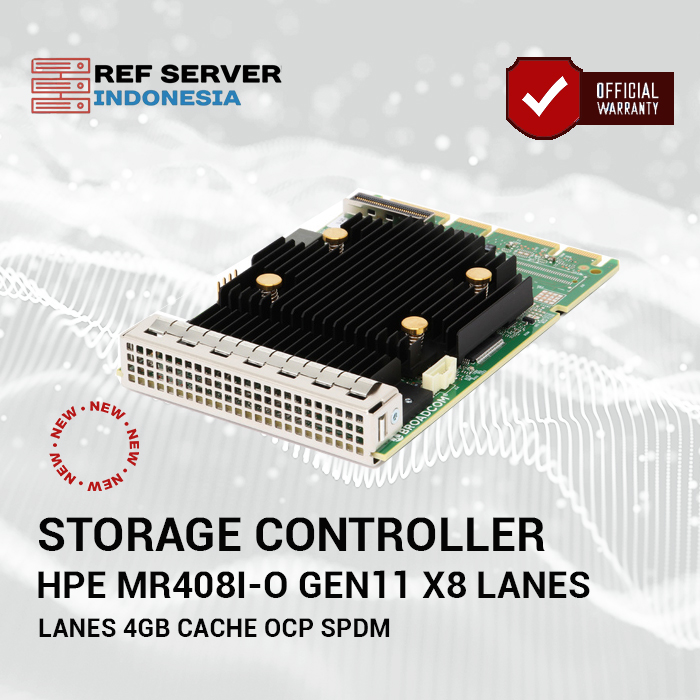 REF SERVER
INDONESIA
OFFICIAL
WARRANTY
BROADCOM
NEW • NEW • NEW • NEW • NEW • NEW •
STORAGE CONTROLLER
HPE MR408I-O GEN11 X8 LANES
LANES 4GB CACHE OCP SPDM